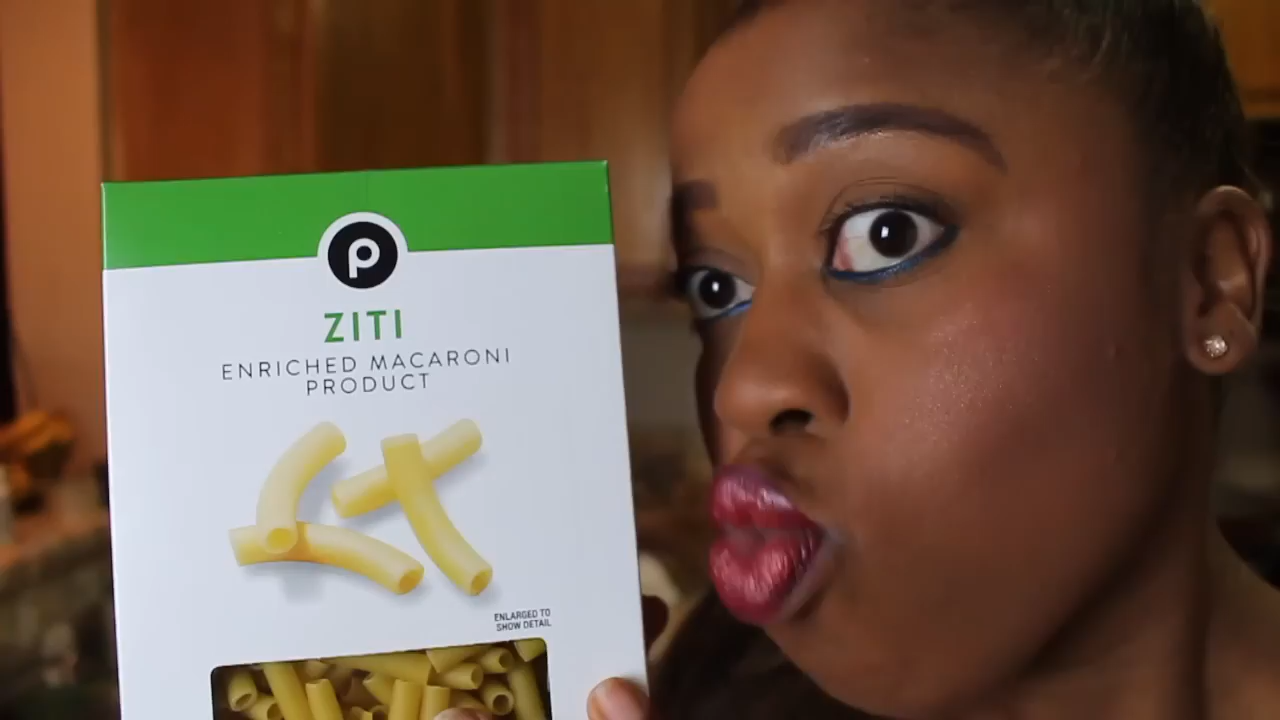 P
ZITI
ENRICHED MACARONI
PRODUCT
ENLARGED TO
SHOW DETAIL